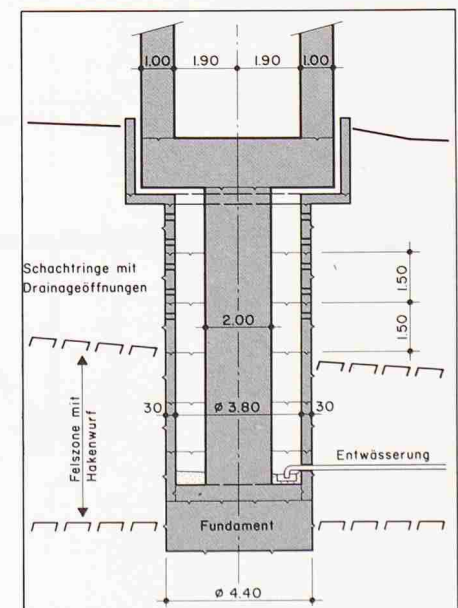 1.00 1.90 1.90 1.00
Schachtringe mit
Drainageöffnungen
1.50
1.50
2.00
Felszone mit
Hakenwurf
30 ø 3.80 30
Entwässerung
Fundament
ø 4.40